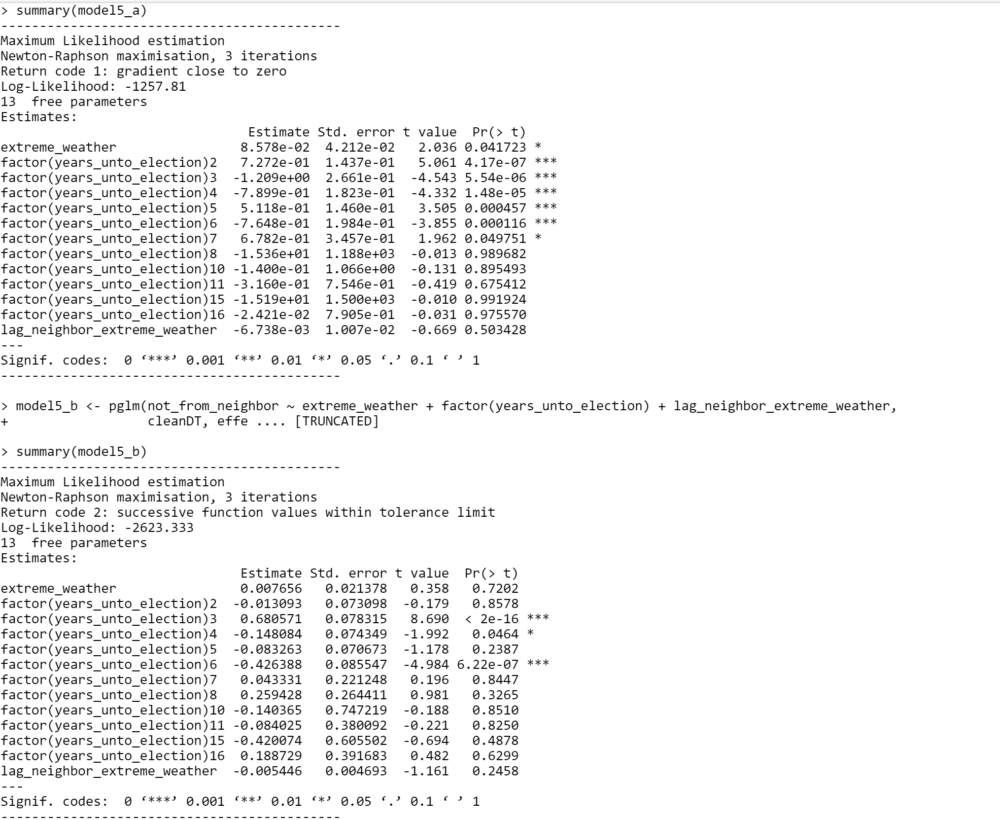 > summary(model5_a)
--------------------------------------------
Maximum Likelihood estimation
Newton-Raphson maximisation, 3 iterations
Return code 1: gradient close to zero
Log-Likelihood: -1257.81
13  free parameters
Estimates:
                                Estimate Std. error t value  Pr(> t)
extreme_weather                8.578e-02  4.212e-02   2.036 0.041723 *
factor(years_unto_election)2   7.272e-01  1.437e-01   5.061 4.17e-07 ***
factor(years_unto_election)3  -1.209e+00  2.661e-01  -4.543 5.54e-06 ***
factor(years_unto_election)4  -7.899e-01  1.823e-01  -4.332 1.48e-05 ***
factor(years_unto_election)5   5.118e-01  1.460e-01   3.505 0.000457 ***
factor(years_unto_election)6  -7.648e-01  1.984e-01  -3.855 0.000116 ***
factor(years_unto_election)7   6.782e-01  3.457e-01   1.962 0.049751 *
factor(years_unto_election)8  -1.536e+01  1.188e+03  -0.013 0.989682
factor(years_unto_election)10 -1.400e-01  1.066e+00  -0.131 0.895493
factor(years_unto_election)11 -3.160e-01  7.546e-01  -0.419 0.675412
factor(years_unto_election)15 -1.519e+01  1.500e+03  -0.010 0.991924
factor(years_unto_election)16 -2.421e-02  7.905e-01  -0.031 0.975570
lag_neighbor_extreme_weather  -6.738e-03  1.007e-02  -0.669 0.503428
---
Signif. codes:  0 ‘***’ 0.001 ‘**’ 0.01 ‘*’ 0.05 ‘.’ 0.1 ‘ ’ 1
--------------------------------------------
> model5_b <- pglm(not_from_neighbor ~ extreme_weather + factor(years_unto_election) + lag_neighbor_extreme_weather,
+                  cleanDT, effe .... [TRUNCATED]
> summary(model5_b)
--------------------------------------------
Maximum Likelihood estimation
Newton-Raphson maximisation, 3 iterations
Return code 2: successive function values within tolerance limit
Log-Likelihood: -2623.333
13  free parameters
Estimates:
                               Estimate Std. error t value  Pr(> t)
extreme_weather                0.007656   0.021378   0.358   0.7202
factor(years_unto_election)2  -0.013093   0.073098  -0.179   0.8578
factor(years_unto_election)3   0.680571   0.078315   8.690  < 2e-16 ***
factor(years_unto_election)4  -0.148084   0.074349  -1.992   0.0464 *
factor(years_unto_election)5  -0.083263   0.070673  -1.178   0.2387
factor(years_unto_election)6  -0.426388   0.085547  -4.984 6.22e-07 ***
factor(years_unto_election)7   0.043331   0.221248   0.196   0.8447
factor(years_unto_election)8   0.259428   0.264411   0.981   0.3265
factor(years_unto_election)10 -0.140365   0.747219  -0.188   0.8510
factor(years_unto_election)11 -0.084025   0.380092  -0.221   0.8250
factor(years_unto_election)15 -0.420074   0.605502  -0.694   0.4878
factor(years_unto_election)16  0.188729   0.391683   0.482   0.6299
lag_neighbor_extreme_weather  -0.005446   0.004693  -1.161   0.2458
---
Signif. codes:  0 ‘***’ 0.001 ‘**’ 0.01 ‘*’ 0.05 ‘.’ 0.1 ‘ ’ 1
--------------------------------------------